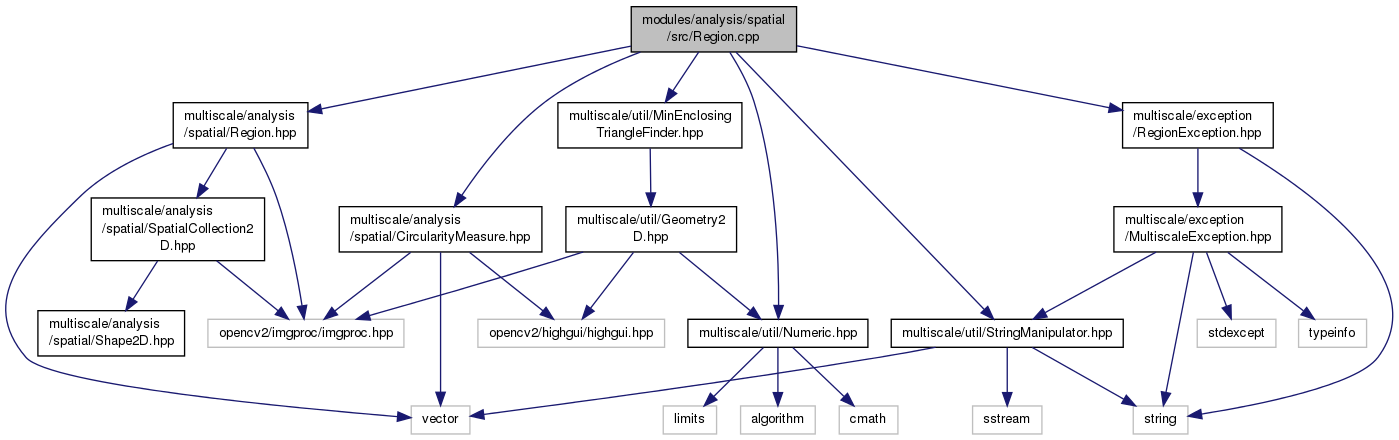 modules/analysis/spatial
/src/Region.cpp
multiscale/analysis
/spatial/Region.hpp
multiscale/util/MinEnclosing
TriangleFinder.hpp
multiscale/exception
/RegionException.hpp
multiscale/analysis
/spatial/SpatialCollection2
D.hpp
multiscale/analysis
/spatial/CircularityMeasure.hpp
multiscale/util/Geometry2
D.hpp
multiscale/exception
/MultiscaleException.hpp
multiscale/analysis
/spatial/Shape2D.hpp
opencv2/imgproc/imgproc.hpp
opencv2/highgui/highgui.hpp
multiscale/util/Numeric.hpp
multiscale/util/StringManipulator.hpp
stdexcept
typeinfo
vector
limits
algorithm
cmath
sstream
string